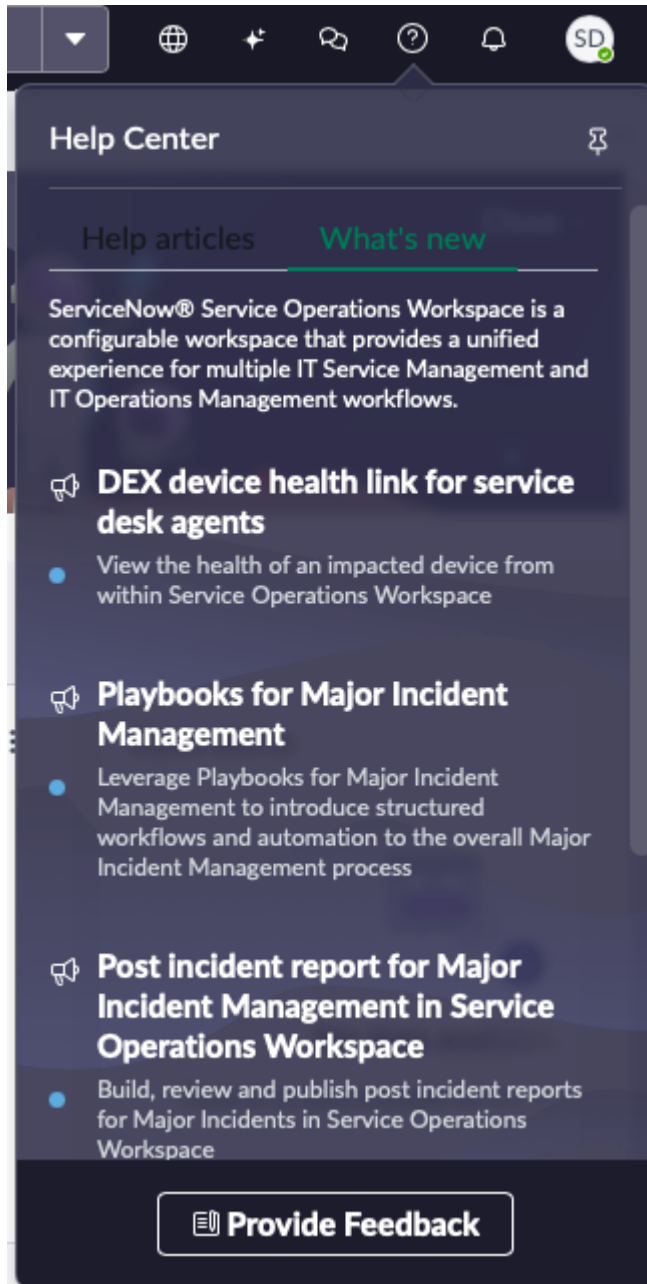 SD
Help Center
Help articles
What's new
ServiceNow® Service Operations Workspace is a
configurable workspace that provides a unified
experience for multiple IT Service Management and
IT Operations Management workflows.
DEX device health link for service
desk agents
View the health of an impacted device from
within Service Operations Workspace
Playbooks for Major Incident
Management
Leverage Playbooks for Major Incident
Management to introduce structured
workflows and automation to the overall Major
Incident Management process
Post incident report for Major
Incident Management in Service
Operations Workspace
Build, review and publish post incident reports
for Major Incidents in Service Operations
Workspace
Provide Feedback